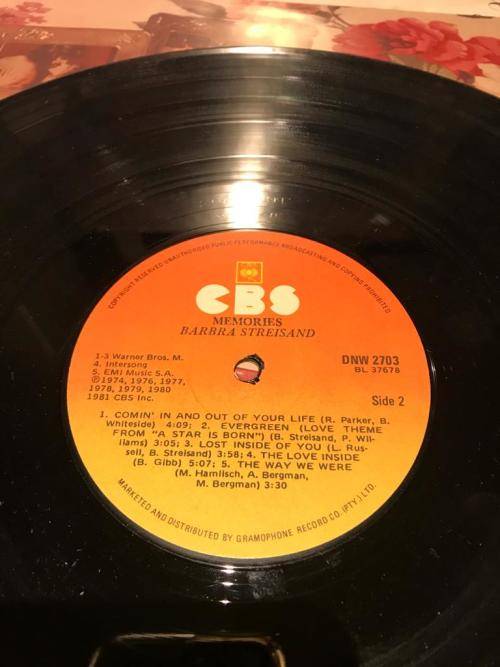 COPYRIGHT RESERVED UNAUTHORISED PUBLIC PERFORMANCE BROADCASTING AND COPYING PROHIBITED
CBS
MEMORIES
BARBRA STREISAND
1-3 Warner Bros. M.
4. Intersong
5. EMI Music S.A.
℗1974, 1976, 1977,
1978, 1979, 1980
1981 CBS Inc.
DNW 2703
BL 37678
Side 2
1. COMIN' IN AND OUT OF YOUR LIFE (R. Parker, B.
Whiteside) 4:09; 2. EVERGREEN (LOVE THEME
FROM "A STAR IS BORN") (B. Streisand, P. Wil-
liams) 3:05; 3. LOST INSIDE OF YOU (L. Rus-
sell, B. Streisand) 3:58; 4. THE LOVE INSIDE
(B. Gibb) 5:07; 5. THE WAY WE WERE
(M. Hamlisch, A. Bergman,
M. Bergman) 3:30
MARKETED AND DISTRIBUTED BY GRAMOPHONE RECORD CO. (PTY.) LTD.